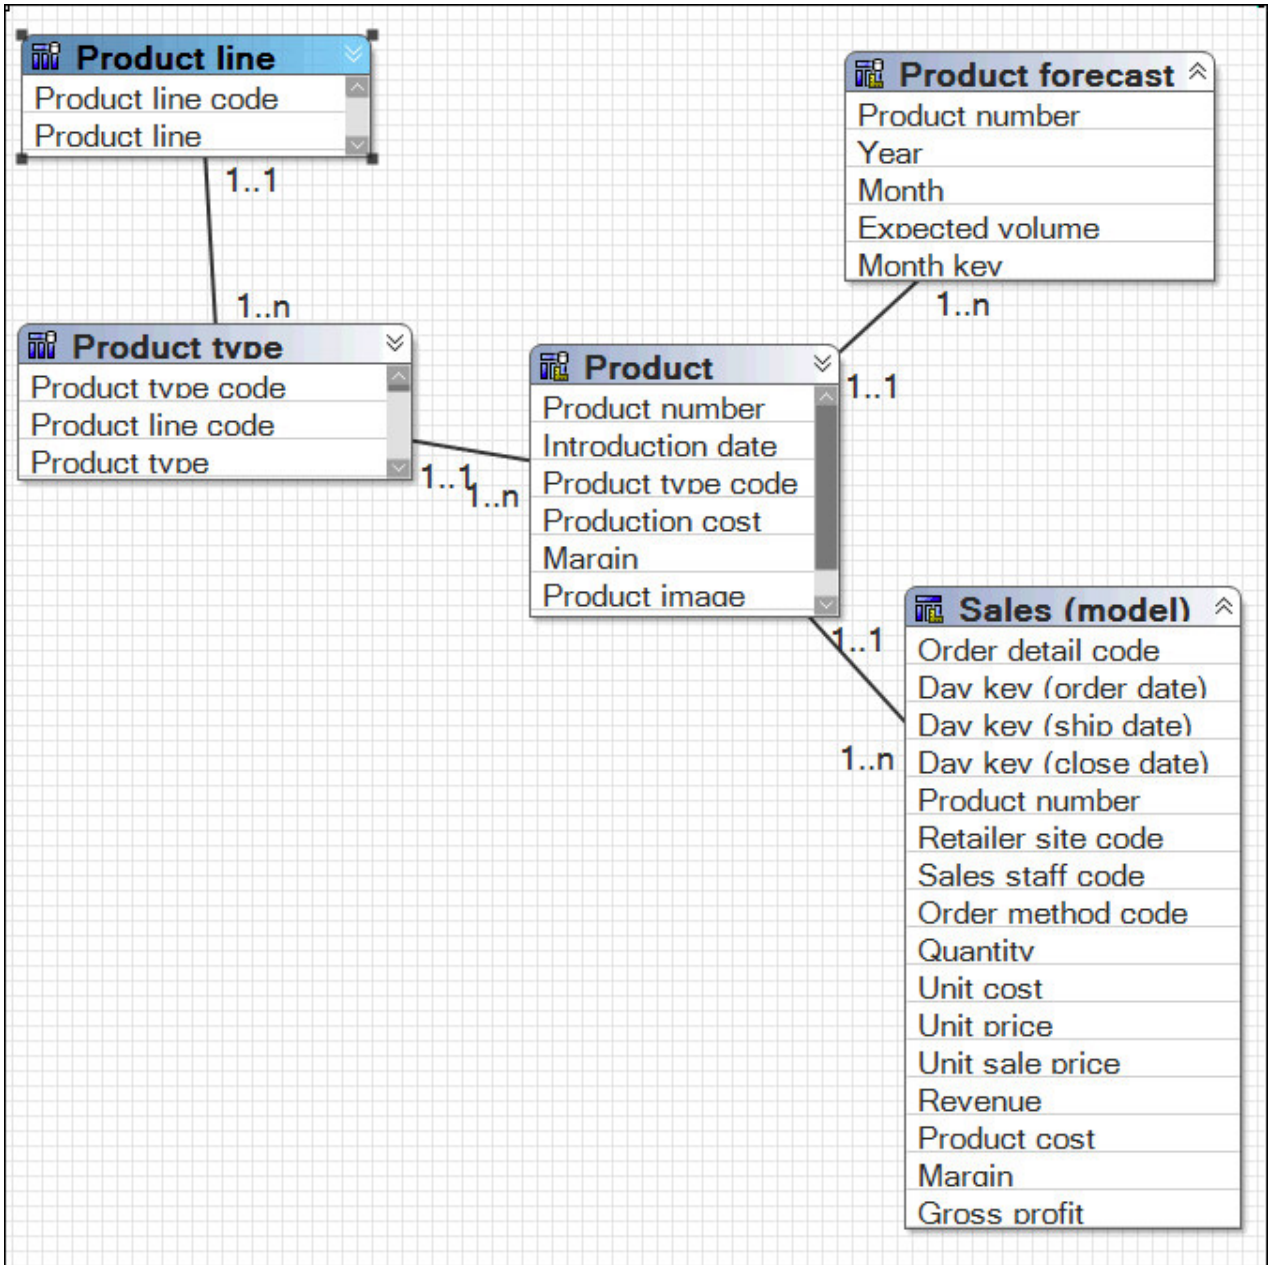 Product line
Product line code
Product line
1..1
1..n
Product type
Product type code
Product line code
Product type
1..1
1..n
Product
Product number
Introduction date
Product type code
Production cost
Margin
Product image
Product forecast
Product number
Year
Month
Expected volume
Month key
1..n
1..1
1..1
1..n
Sales (model)
Order detail code
Day key (order date)
Day key (ship date)
Day key (close date)
Product number
Retailer site code
Sales staff code
Order method code
Quantity
Unit cost
Unit price
Unit sale price
Revenue
Product cost
Margin
Gross profit